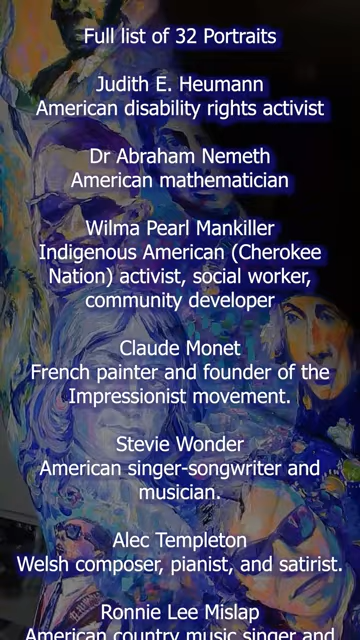 Full list of 32 Portraits
Judith E. Heumann
American disability rights activist
Dr Abraham Nemeth
American mathematician
Wilma Pearl Mankiller
Indigenous American (Cherokee
Nation) activist, social worker,
community developer
Claude Monet
French painter and founder of the
Impressionist movement.
Stevie Wonder
American singer-songwriter and
musician.
Alec Templeton
Welsh composer, pianist, and satirist.
Ronnie Lee Mislap
American country music singer and